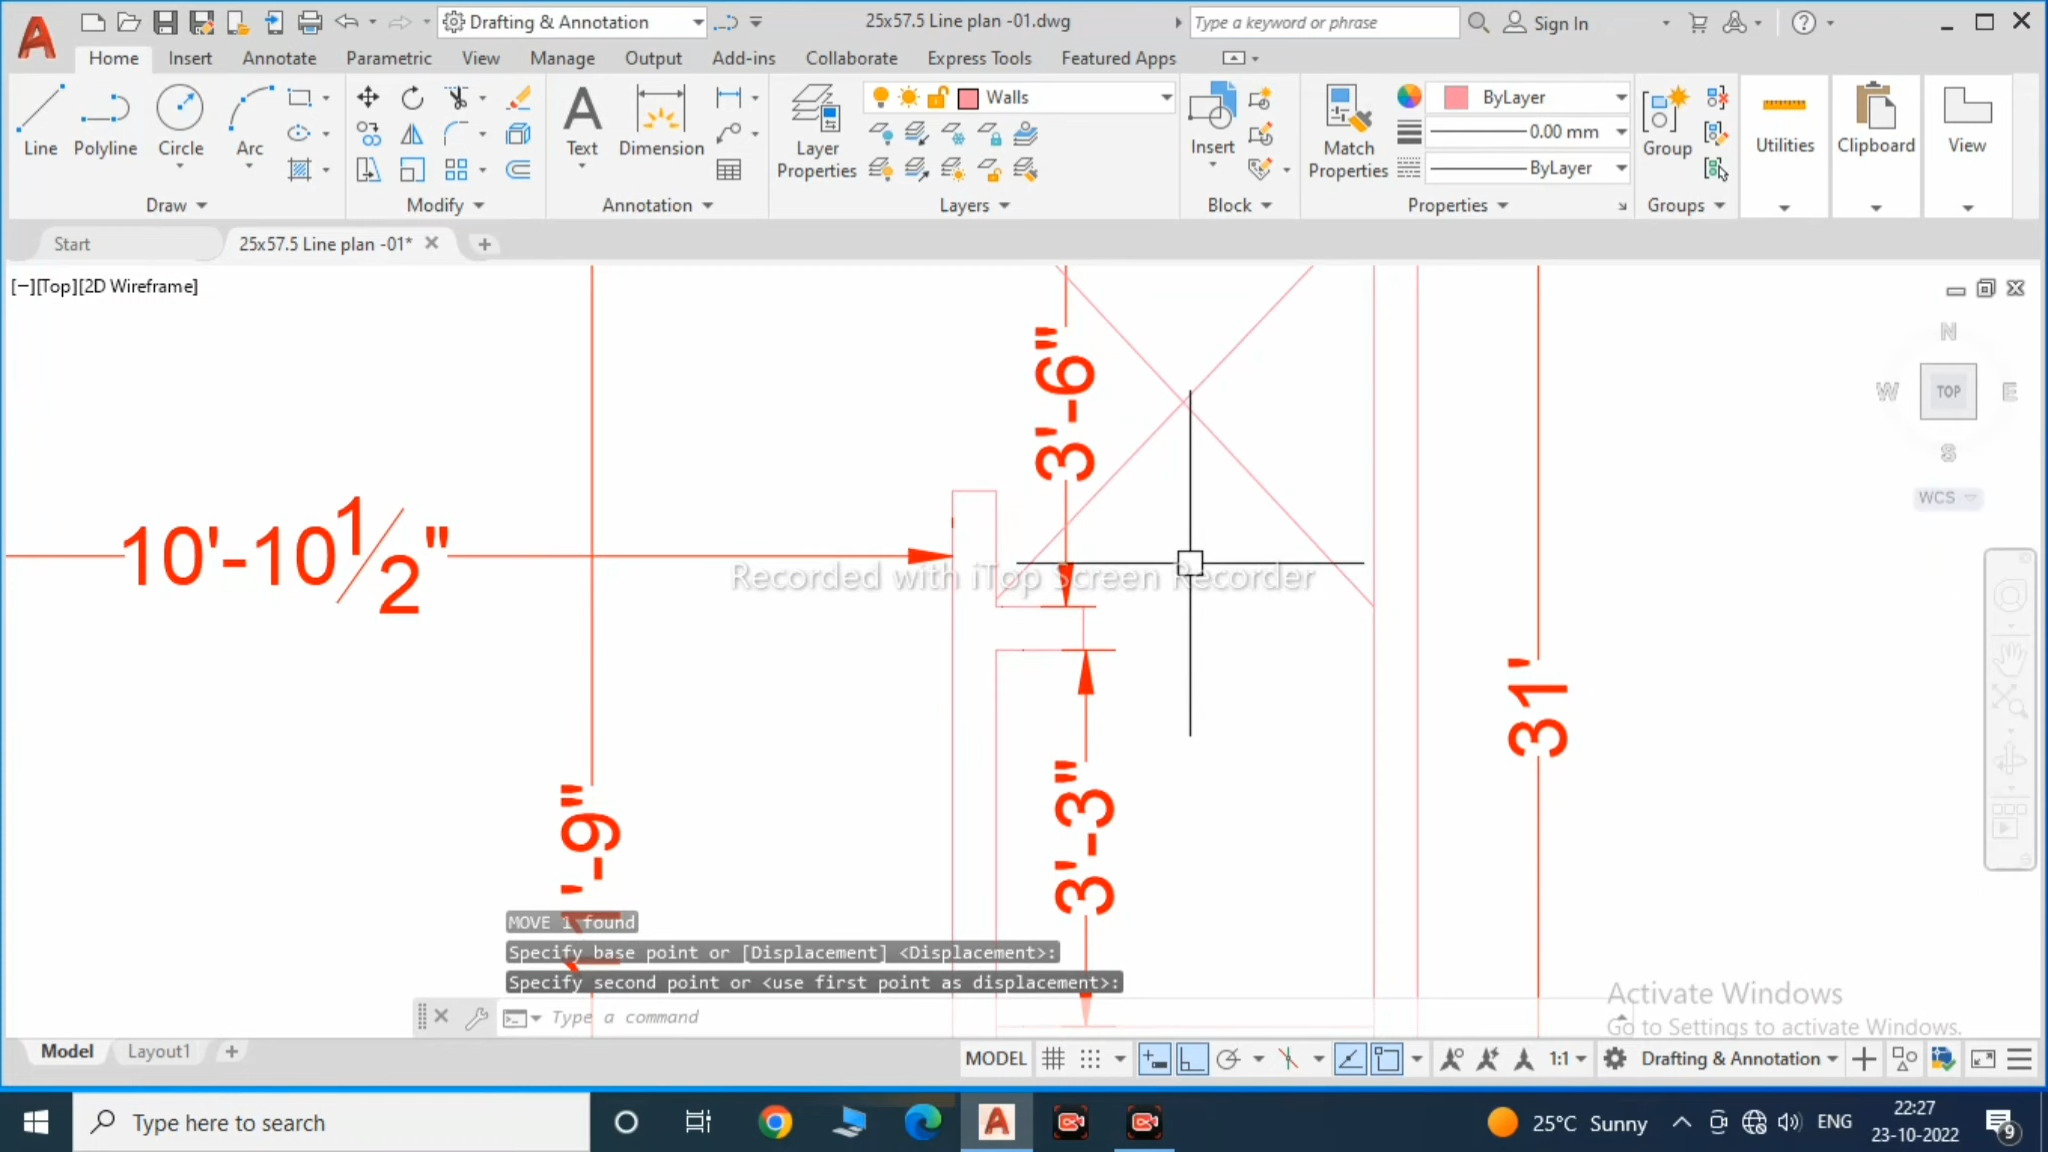 Drafting & Annotation
25x57.5 Line plan -01.dwg
Type a keyword or phrase
Sign In
Home
Insert
Annotate
Parametric
View
Manage
Output
Add-ins
Collaborate
Express Tools
Featured Apps
Walls
ByLayer
0.00 mm
ByLayer
Line
Polyline
Circle
Arc
Text
Dimension
Layer
Properties
Insert
Match
Properties
Group
Utilities
Clipboard
View
Draw
Modify
Annotation
Layers
Block
Properties
Groups
Start
25x57.5 Line plan -01*
[−][Top][2D Wireframe]
N
W
TOP
E
S
WCS
3'-6"
10'-10 1/2"
Recorded with iTop Screen Recorder
31'
3'-3"
'-9"
MOVE 1 found
Specify base point or [Displacement] <Displacement>:
Specify second point or <use first point as displacement>:
Type a command
Activate Windows
Go to Settings to activate Windows.
Model
Layout1
MODEL
1:1
Drafting & Annotation
Type here to search
25°C Sunny
ENG
22:27
23-10-2022
9